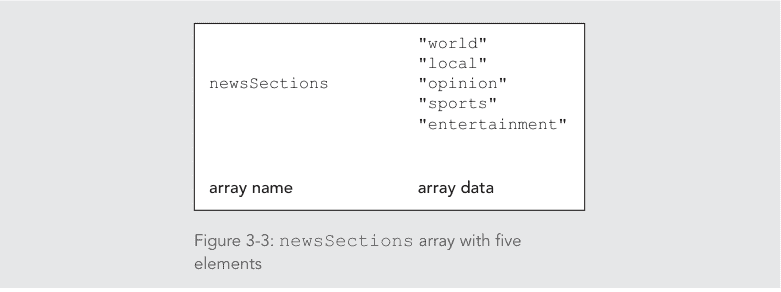 "world"
"local"
newsSections "opinion"
"sports"
"entertainment"
array name array data
Figure 3-3: newsSections array with five
elements